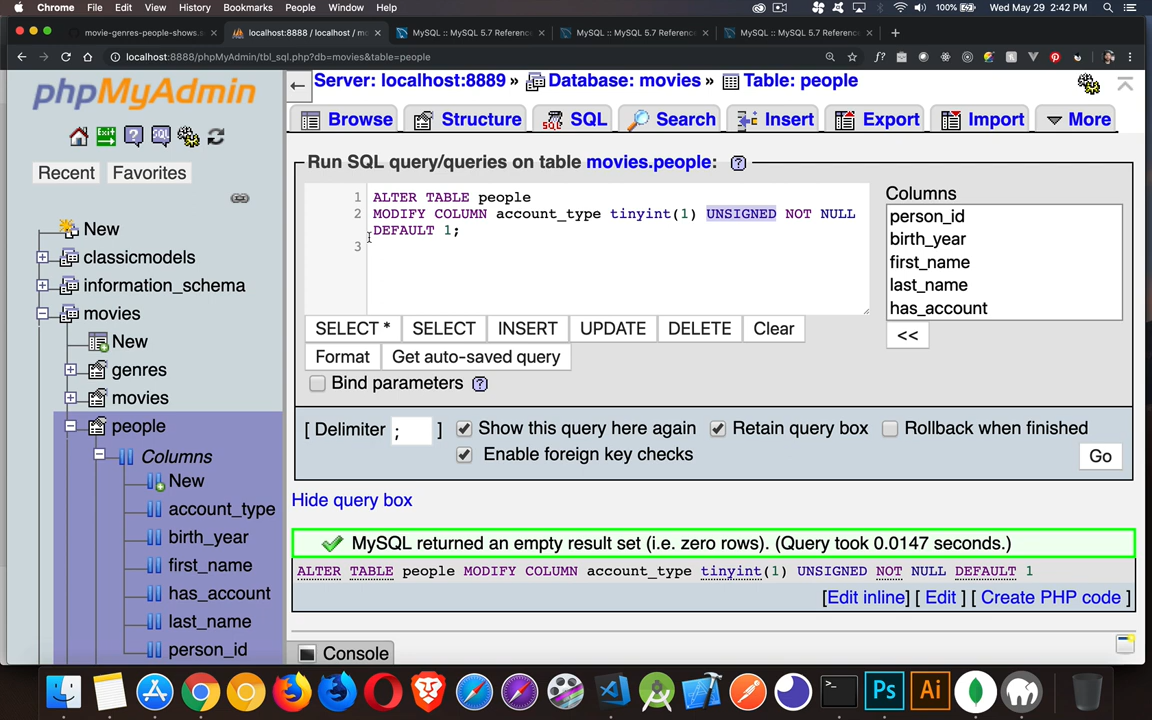 Chrome File Edit View History Bookmarks People Window Help 100% Wed May 29 2:42 PM
movie-genres-people-shows.s × localhost:8888 / localhost / m × MySQL :: MySQL 5.7 Referenc × MySQL :: MySQL 5.7 Referenc × MySQL :: MySQL 5.7 Referenc × +
localhost:8888/phpMyAdmin/tbl_sql.php?db=movies&table=people
phpMyAdmin
Recent Favorites
New
classicmodels
information_schema
movies
New
genres
movies
people
Columns
New
account_type
birth_year
first_name
has_account
last_name
person_id
Server: localhost:8889 » Database: movies » Table: people
Browse Structure SQL Search Insert Export Import More
Run SQL query/queries on table movies.people:
1 ALTER TABLE people
2 MODIFY COLUMN account_type tinyint(1) UNSIGNED NOT NULL
DEFAULT 1;
3
Columns
person_id
birth_year
first_name
last_name
has_account
<<
SELECT * SELECT INSERT UPDATE DELETE Clear
Format Get auto-saved query
Bind parameters
[ Delimiter ; ] Show this query here again Retain query box Rollback when finished
Enable foreign key checks
Go
Hide query box
MySQL returned an empty result set (i.e. zero rows). (Query took 0.0147 seconds.)
ALTER TABLE people MODIFY COLUMN account_type tinyint(1) UNSIGNED NOT NULL DEFAULT 1
[Edit inline] [ Edit ] [ Create PHP code ]
Console
Ps
Ai